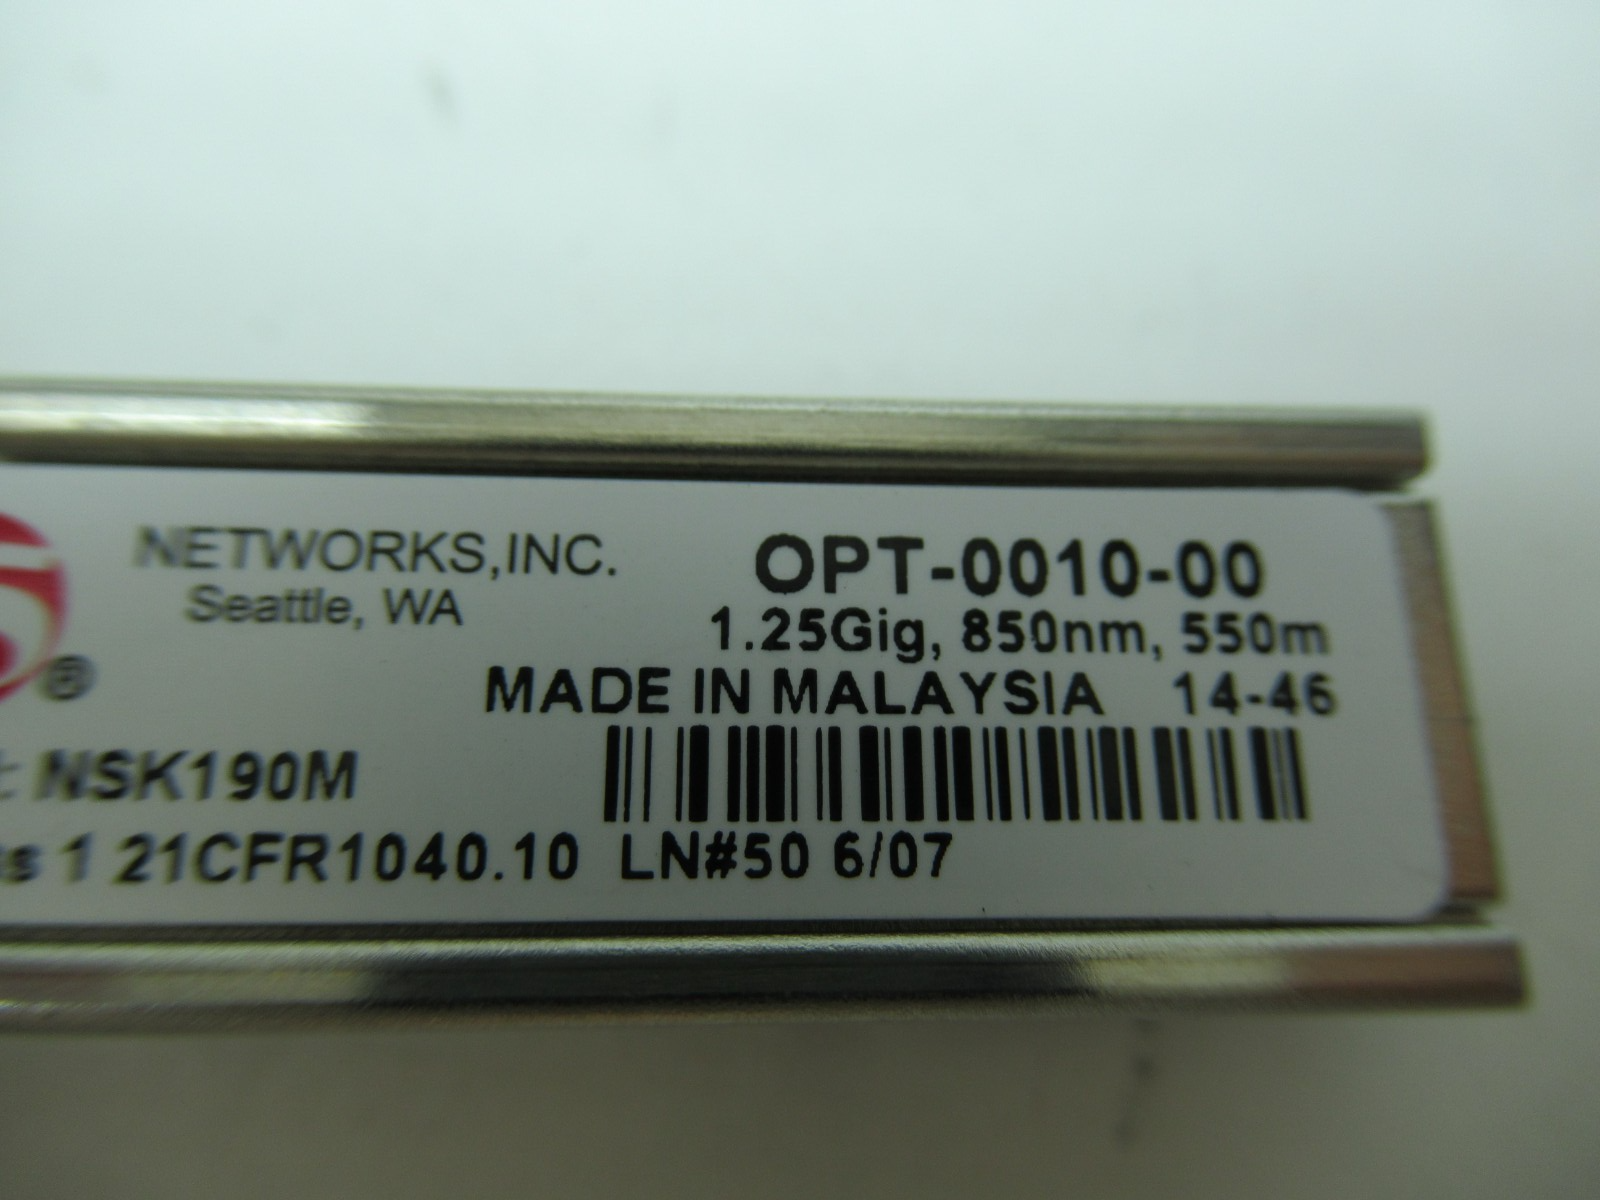 NETWORKS,INC.
Seattle, WA
®
OPT-0010-00
1.25Gig, 850nm, 550m
MADE IN MALAYSIA 14-46
NSK190M
1 21CFR1040.10 LN#50 6/07